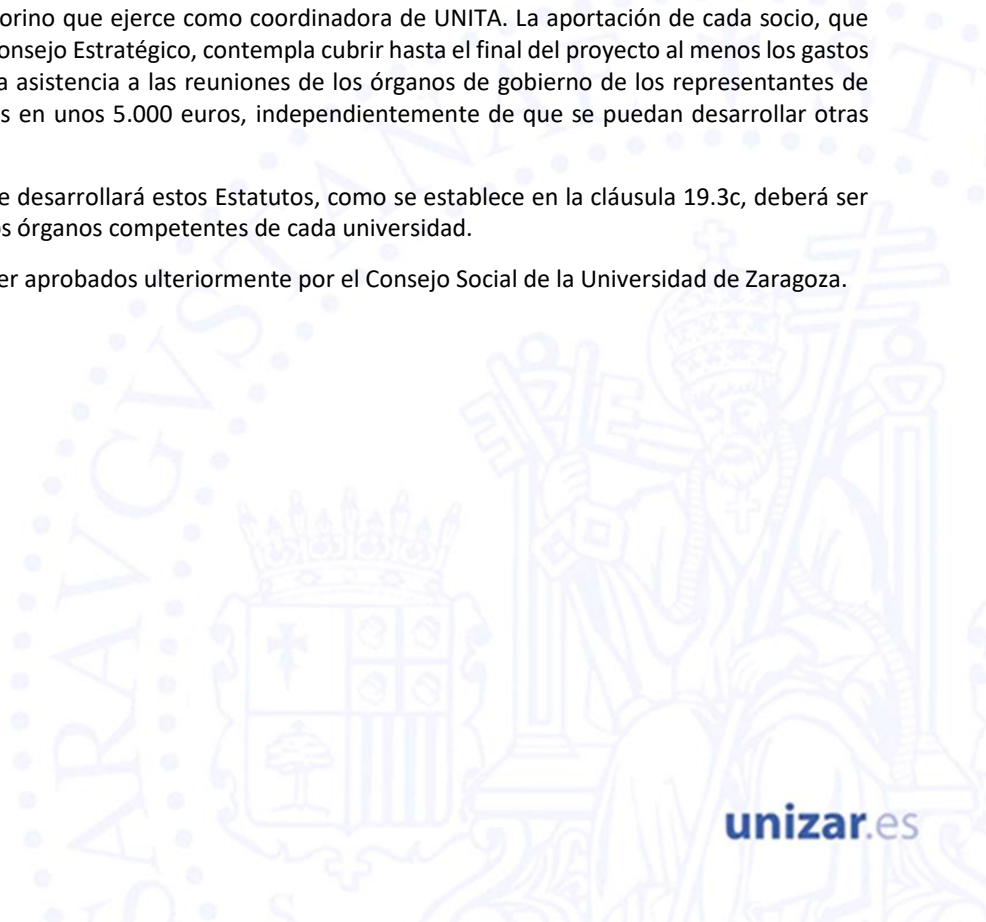 orino que ejerce como coordinadora de UNITA. La aportación de cada socio, que
onsejo Estratégico, contempla cubrir hasta el final del proyecto al menos los gastos
a asistencia a las reuniones de los órganos de gobierno de los representantes de
s en unos 5.000 euros, independientemente de que se puedan desarrollar otras
e desarrollará estos Estatutos, como se establece en la cláusula 19.3c, deberá ser
os órganos competentes de cada universidad.
er aprobados ulteriormente por el Consejo Social de la Universidad de Zaragoza.
unizar.es